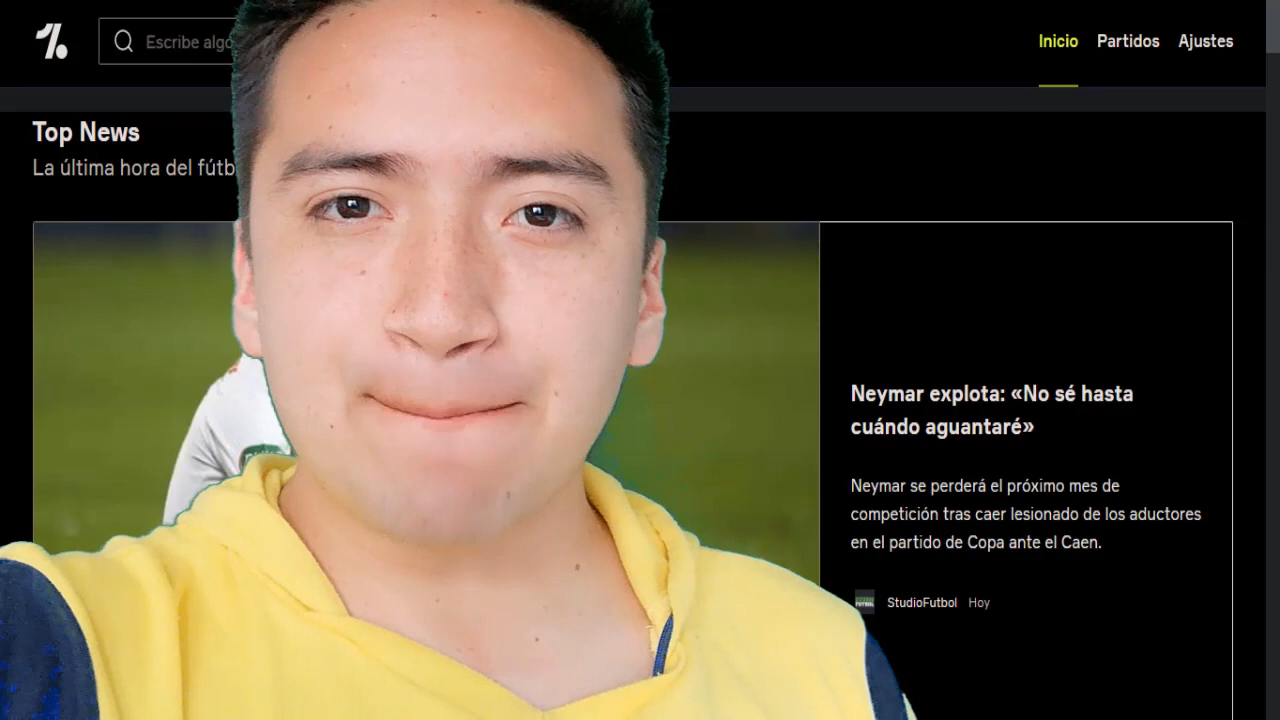 Escribe algo
Inicio Partidos Ajustes
Top News
La última hora del
Neymar explota: «No sé hasta
cuándo aguantaré»
Neymar se perderá el próximo mes de
competición tras caer lesionado de los aductores
en el partido de Copa ante el Caen.
StudioFutbol Hoy